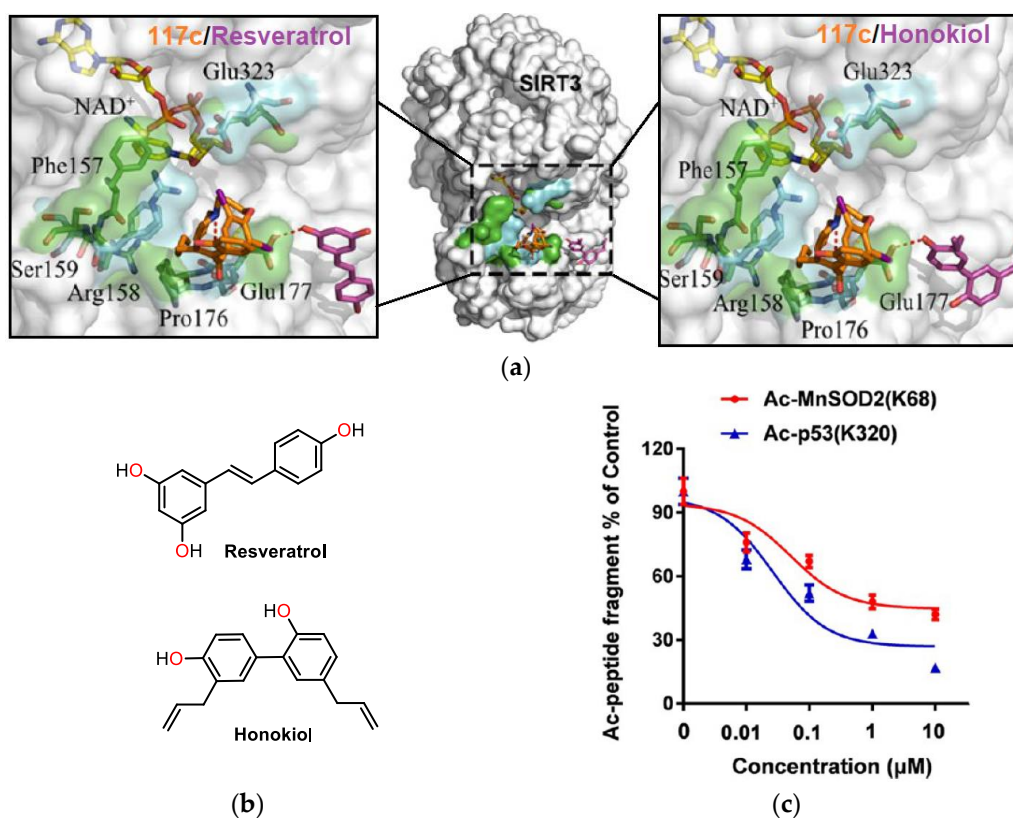 117c/Resveratrol
Glu323
NAD+
Phe157
Ser159
Arg158
Glu177
Pro176
SIRT3
117c/Honokiol
Glu323
NAD+
Phe157
Ser159
Arg158
Glu177
Pro176
(a)
OH
HO
OH
Resveratrol
HO
HO
Honokiol
(b)
Ac-MnSOD2(K68)
Ac-p53(K320)
Ac-peptide fragment % of Control
120
90
60
30
0
0 0.01 0.1 1 10
Concentration (µM)
(c)